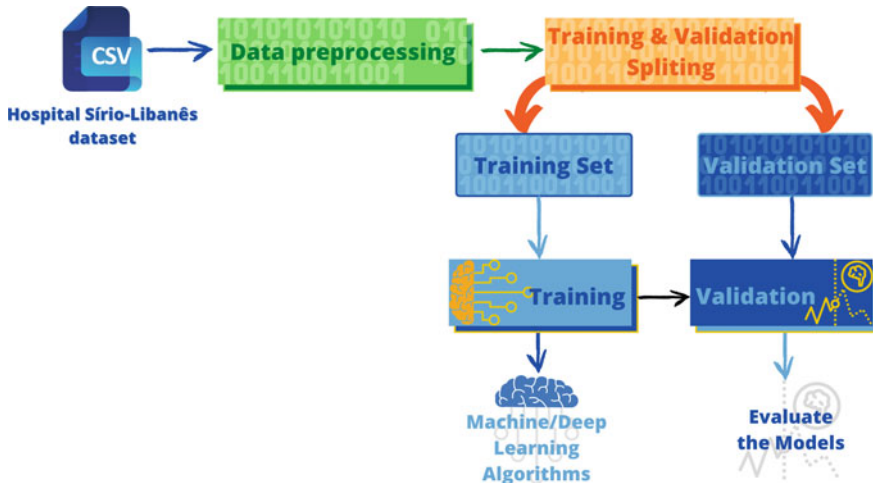 CSV
Hospital Sírio-Libanês
dataset
Data preprocessing
Training & Validation
Spliting
Training Set
Validation Set
Training
Validation
Machine/Deep
Learning
Algorithms
Evaluate
the Models